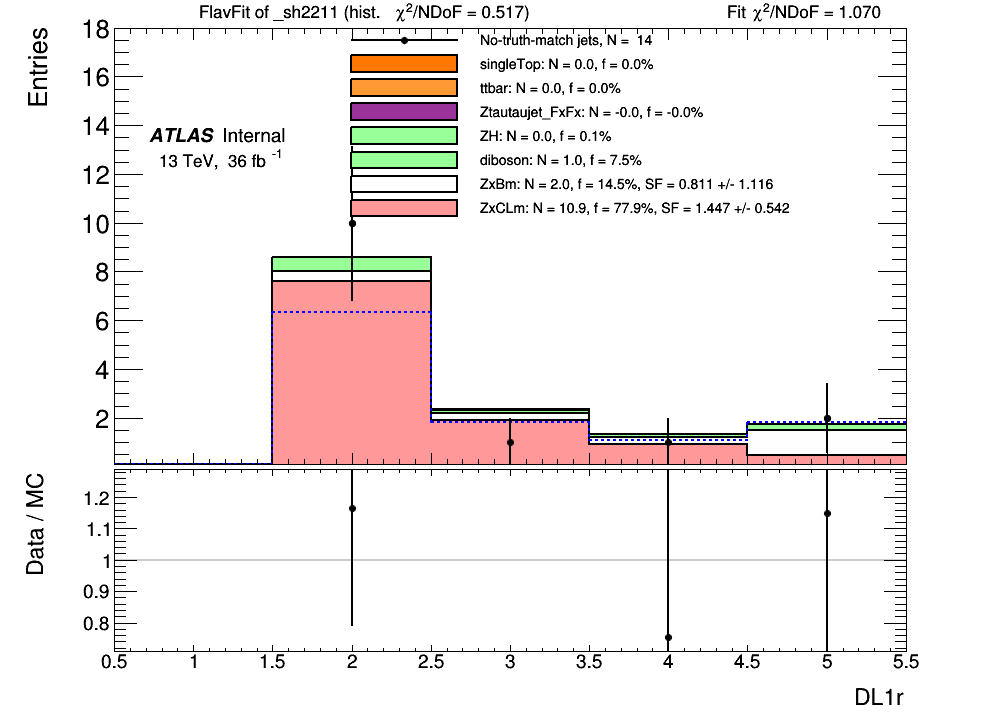 FlavFit of _sh2211 (hist. χ²/NDoF = 0.517) Fit χ²/NDoF = 1.070
Entries
18
16
14
12
10
8
6
4
2
No-truth-match jets, N = 14
singleTop: N = 0.0, f = 0.0%
ttbar: N = 0.0, f = 0.0%
Ztautaujet_FxFx: N = -0.0, f = -0.0%
ZH: N = 0.0, f = 0.1%
diboson: N = 1.0, f = 7.5%
ZxBm: N = 2.0, f = 14.5%, SF = 0.811 +/- 1.116
ZxCLm: N = 10.9, f = 77.9%, SF = 1.447 +/- 0.542
ATLAS Internal
13 TeV, 36 fb⁻¹
Data / MC
1.2
1.1
1
0.9
0.8
0.5 1 1.5 2 2.5 3 3.5 4 4.5 5 5.5
DL1r